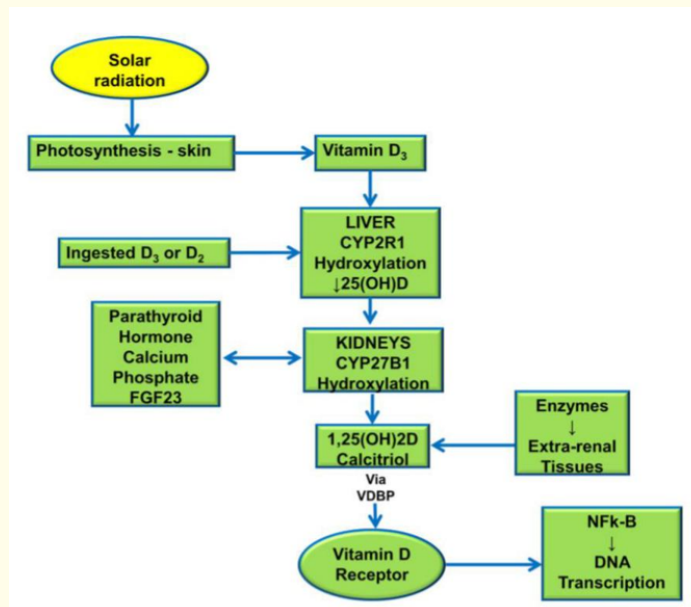 Solar
radiation
Photosynthesis - skin
Vitamin D₃
LIVER
CYP2R1
Hydroxylation
↓25(OH)D
Ingested D₃ or D₂
Parathyroid
Hormone
Calcium
Phosphate
FGF23
KIDNEYS
CYP27B1
Hydroxylation
1,25(OH)2D
Calcitriol
Enzymes
↓
Extra-renal
Tissues
Via
VDBP
Vitamin D
Receptor
NFk-B
↓
DNA
Transcription